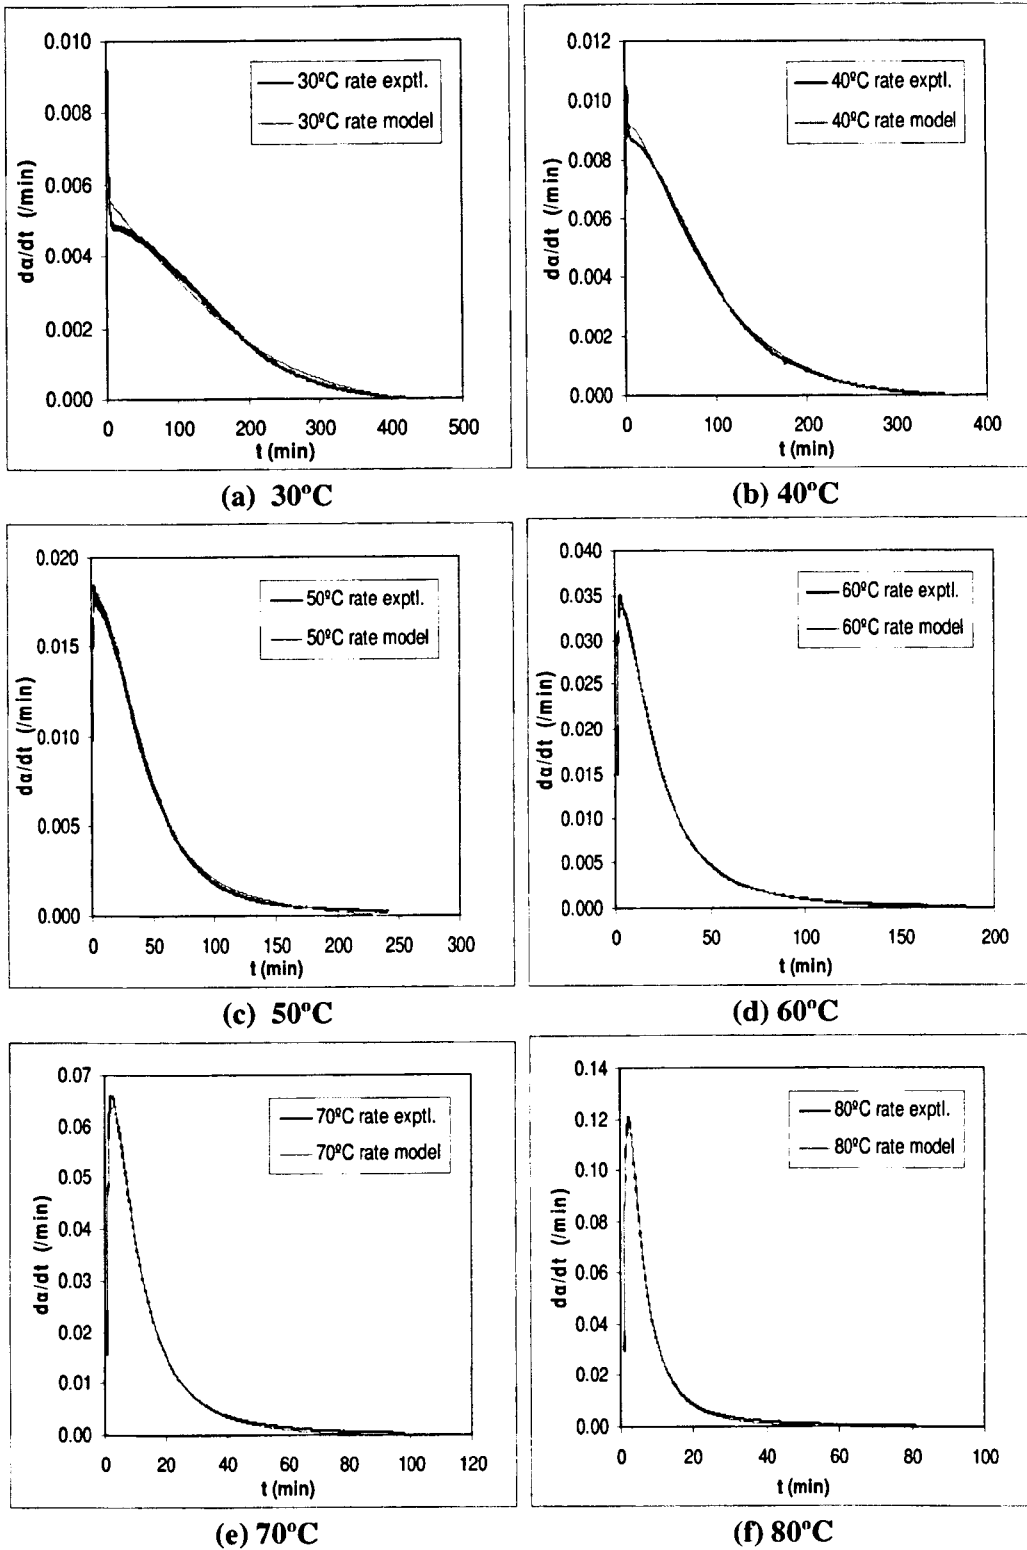 0.010
0.008
0.006
0.004
0.002
0.000
dα/dt (/min)
30ºC rate exptl.
30ºC rate model
0 100 200 300 400 500
t (min)
(a) 30ºC
0.012
0.010
0.008
0.006
0.004
0.002
0.000
dα/dt (/min)
40ºC rate exptl.
40ºC rate model
0 100 200 300 400
t (min)
(b) 40ºC
0.020
0.015
0.010
0.005
0.000
dα/dt (/min)
50ºC rate exptl.
50ºC rate model
0 50 100 150 200 250 300
t (min)
(c) 50ºC
0.040
0.035
0.030
0.025
0.020
0.015
0.010
0.005
0.000
dα/dt (/min)
60ºC rate exptl.
60ºC rate model
0 50 100 150 200
t (min)
(d) 60ºC
0.07
0.06
0.05
0.04
0.03
0.02
0.01
0.00
dα/dt (/min)
70ºC rate exptl.
70ºC rate model
0 20 40 60 80 100 120
t (min)
(e) 70ºC
0.14
0.12
0.10
0.08
0.06
0.04
0.02
0.00
dα/dt (/min)
80ºC rate exptl.
80ºC rate model
0 20 40 60 80 100
t (min)
(f) 80ºC